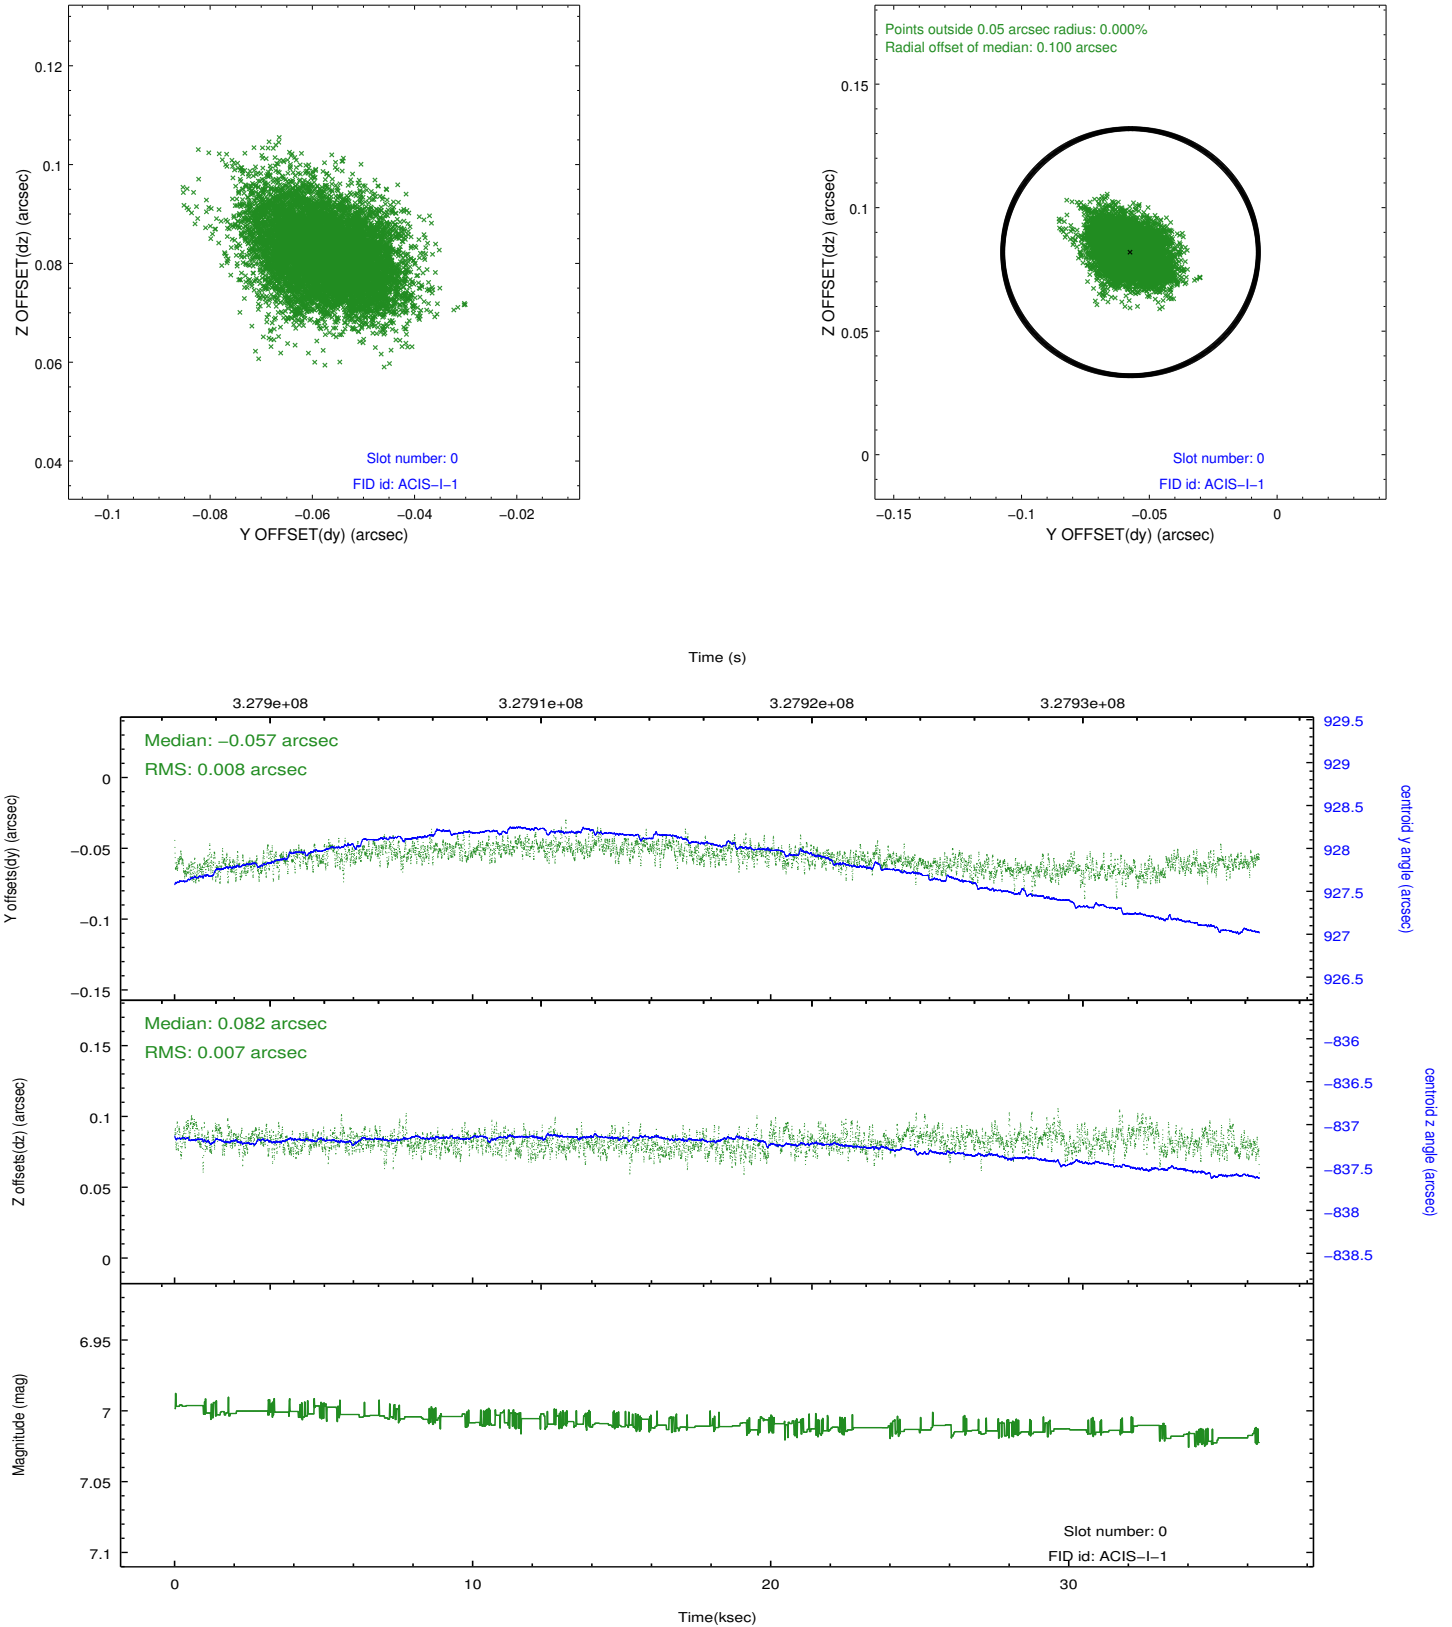 0.12
0.1
0.08
0.06
0.04
Z OFFSET(dz) (arcsec)
−0.1
−0.08
−0.06
−0.04
−0.02
Y OFFSET(dy) (arcsec)
Slot number: 0
FID id: ACIS−I−1
Points outside 0.05 arcsec radius: 0.000%
Radial offset of median: 0.100 arcsec
0.15
0.1
0.05
0
Z OFFSET(dz) (arcsec)
−0.15
−0.1
−0.05
0
Y OFFSET(dy) (arcsec)
Slot number: 0
FID id: ACIS−I−1
Time (s)
3.279e+08
3.2791e+08
3.2792e+08
3.2793e+08
Median: −0.057 arcsec
RMS: 0.008 arcsec
0
−0.05
−0.1
−0.15
Y offsets(dy) (arcsec)
929.5
929
928.5
928
927.5
927
926.5
centroid y angle (arcsec)
Median: 0.082 arcsec
RMS: 0.007 arcsec
0.15
0.1
0.05
0
Z offsets(dz) (arcsec)
−836
−836.5
−837
−837.5
−838
−838.5
centroid z angle (arcsec)
6.95
7
7.05
7.1
Magnitude (mag)
Slot number: 0
FID id: ACIS−I−1
0
10
20
30
Time(ksec)